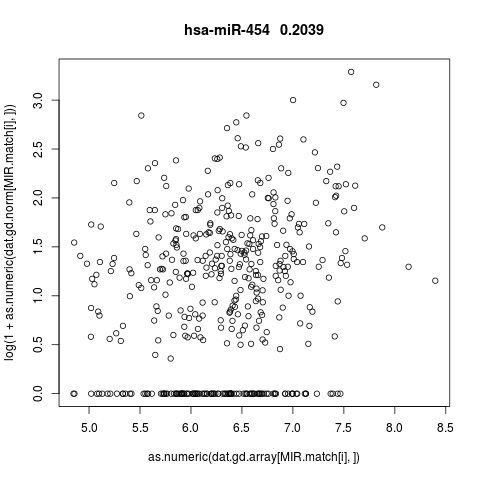 hsa-miR-454 0.2039
log(1 + as.numeric(dat.gd.norm[MIR.match[i], ]))
3.0
2.5
2.0
1.5
1.0
0.5
0.0
5.0 5.5 6.0 6.5 7.0 7.5 8.0 8.5
as.numeric(dat.gd.array[MIR.match[i], ])